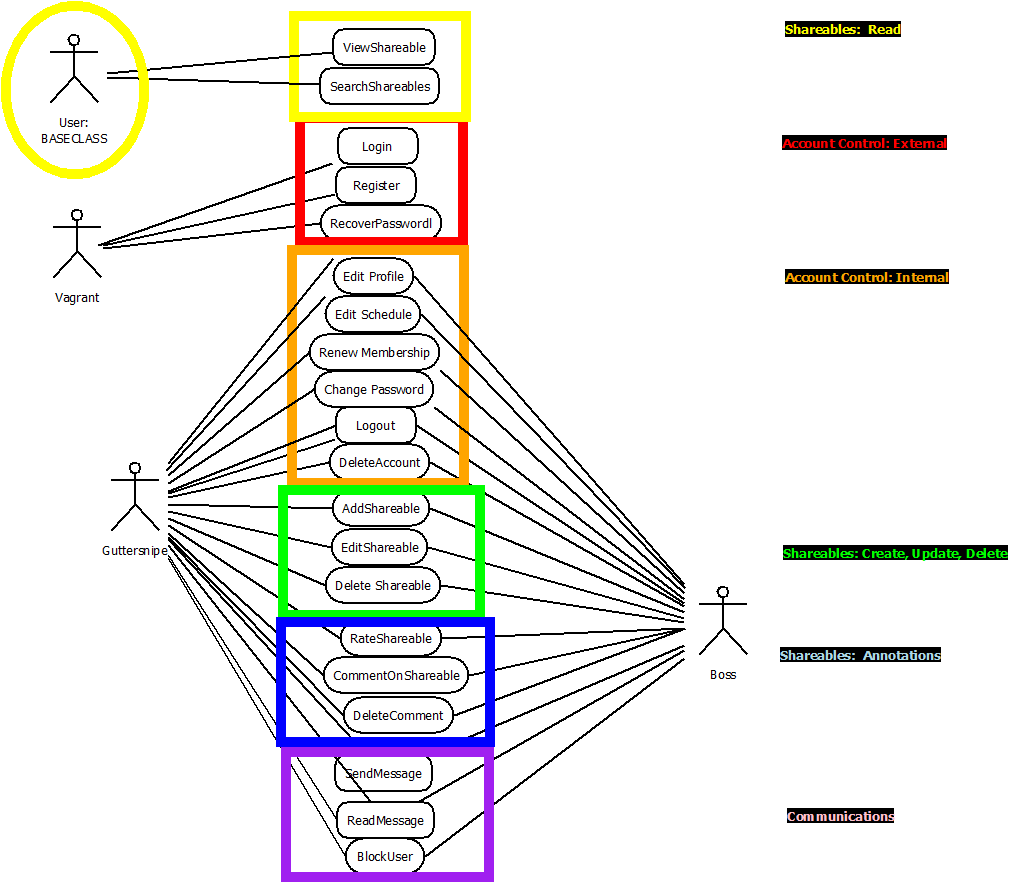 ViewShareable
Shareables: Read
SearchShareables
User:
BASECLASS
Login
Account Control: External
Register
RecoverPasswordl
Vagrant
Edit Profile
Account Control: Internal
Edit Schedule
Renew Membership
Change Password
Logout
DeleteAccount
AddShareable
Guttersnipe
EditShareable
Shareables: Create, Update, Delete
Delete Shareable
RateShareable
Shareables: Annotations
CommentOnShareable
Boss
DeleteComment
SendMessage
ReadMessage
Communications
BlockUser